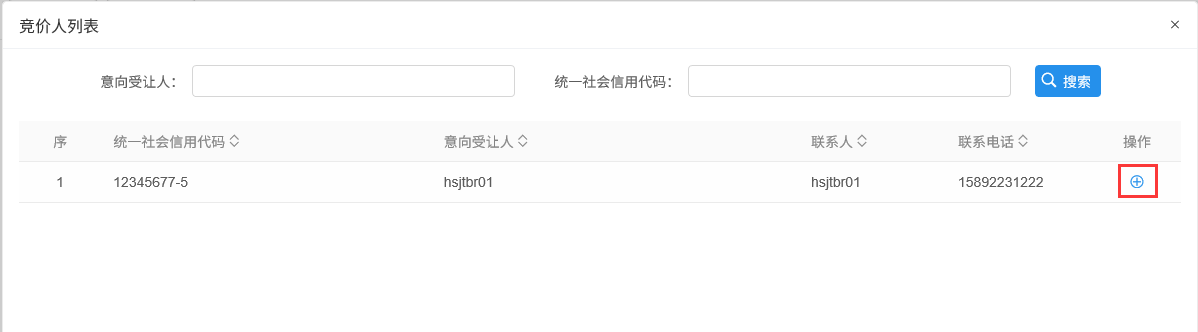 竞价人列表
意向受让人： 统一社会信用代码： 搜索
序 统一社会信用代码 意向受让人 联系人 联系电话 操作
1 12345677-5 hsjtbr01 hsjtbr01 15892231222